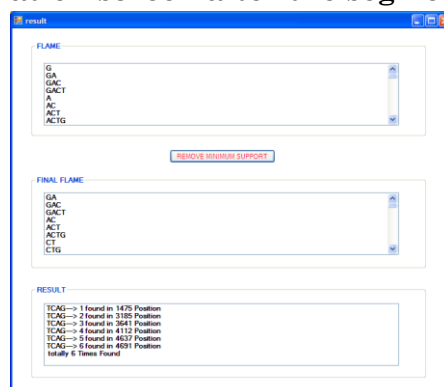 result
FLAME
G
GA
GAC
GACT
A
AC
ACT
ACTG
REMOVE MINIMUM SUPPORT
FINAL FLAME
GA
GAC
GACT
AC
ACT
ACTG
CT
CTG
RESULT
TCAG---> 1 found in 1475 Position
TCAG---> 2 found in 3185 Position
TCAG---> 3 found in 3641 Position
TCAG---> 4 found in 4112 Position
TCAG---> 5 found in 4637 Position
TCAG---> 6 found in 4691 Position
totally 6 Times Found